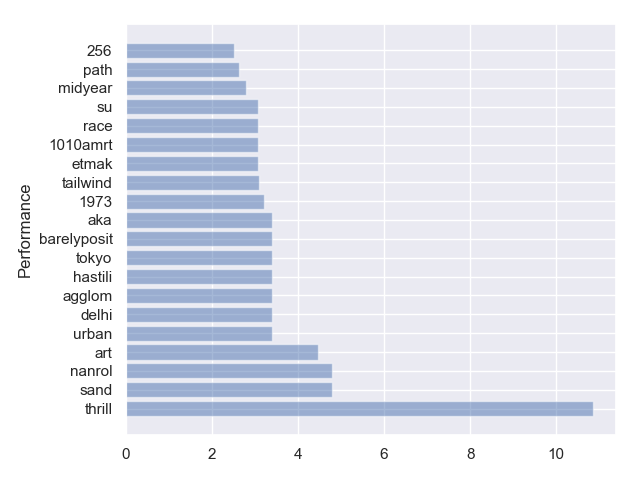 256
path
midyear
su
race
1010amrt
etmak
tailwind
1973
aka
barelyposit
tokyo
hastili
agglom
delhi
urban
art
nanrol
sand
thrill
Performance
0 2 4 6 8 10